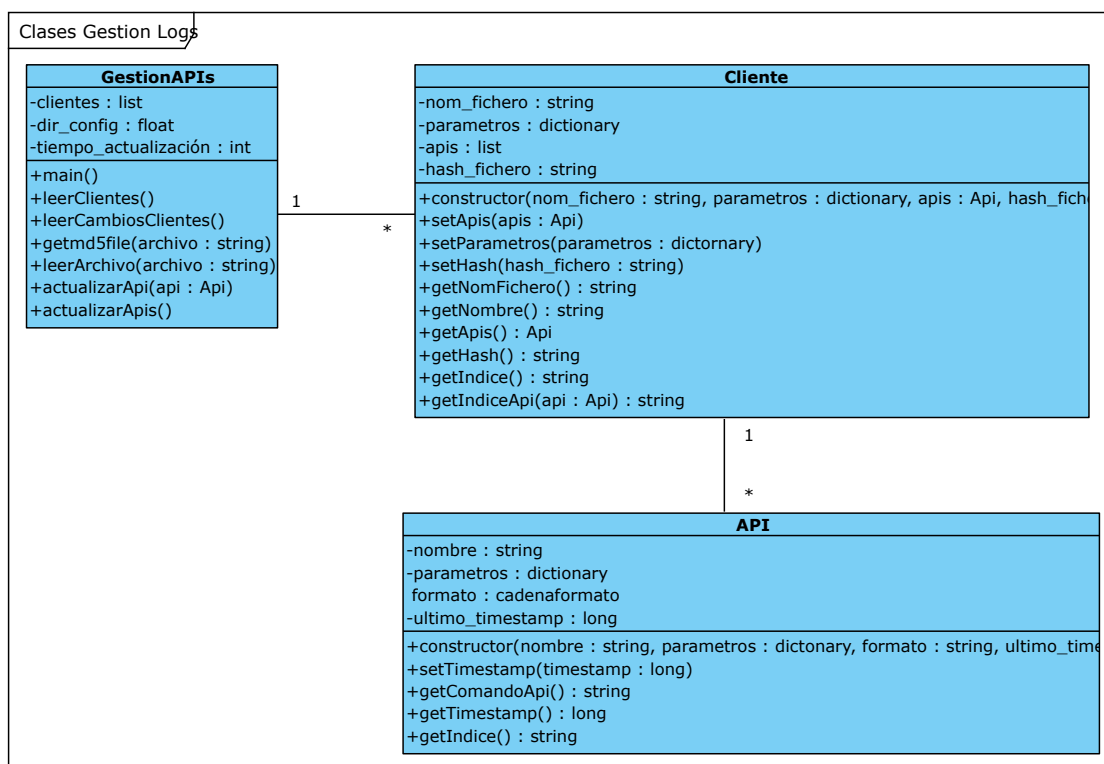 Clases Gestion Logs
GestionAPIs
-clientes : list
-dir_config : float
-tiempo_actualización : int
+main()
+leerClientes()
+leerCambiosClientes()
+getmd5file(archivo : string)
+leerArchivo(archivo : string)
+actualizarApi(api : Api)
+actualizarApis()
1
*
Cliente
-nom_fichero : string
-parametros : dictionary
-apis : list
-hash_fichero : string
+constructor(nom_fichero : string, parametros : dictionary, apis : Api, hash_fich
+setApis(apis : Api)
+setParametros(parametros : dictornary)
+setHash(hash_fichero : string)
+getNomFichero() : string
+getNombre() : string
+getApis() : Api
+getHash() : string
+getIndice() : string
+getIndiceApi(api : Api) : string
1
*
API
-nombre : string
-parametros : dictionary
formato : cadenaformato
-ultimo_timestamp : long
+constructor(nombre : string, parametros : dictonary, formato : string, ultimo_time
+setTimestamp(timestamp : long)
+getComandoApi() : string
+getTimestamp() : long
+getIndice() : string